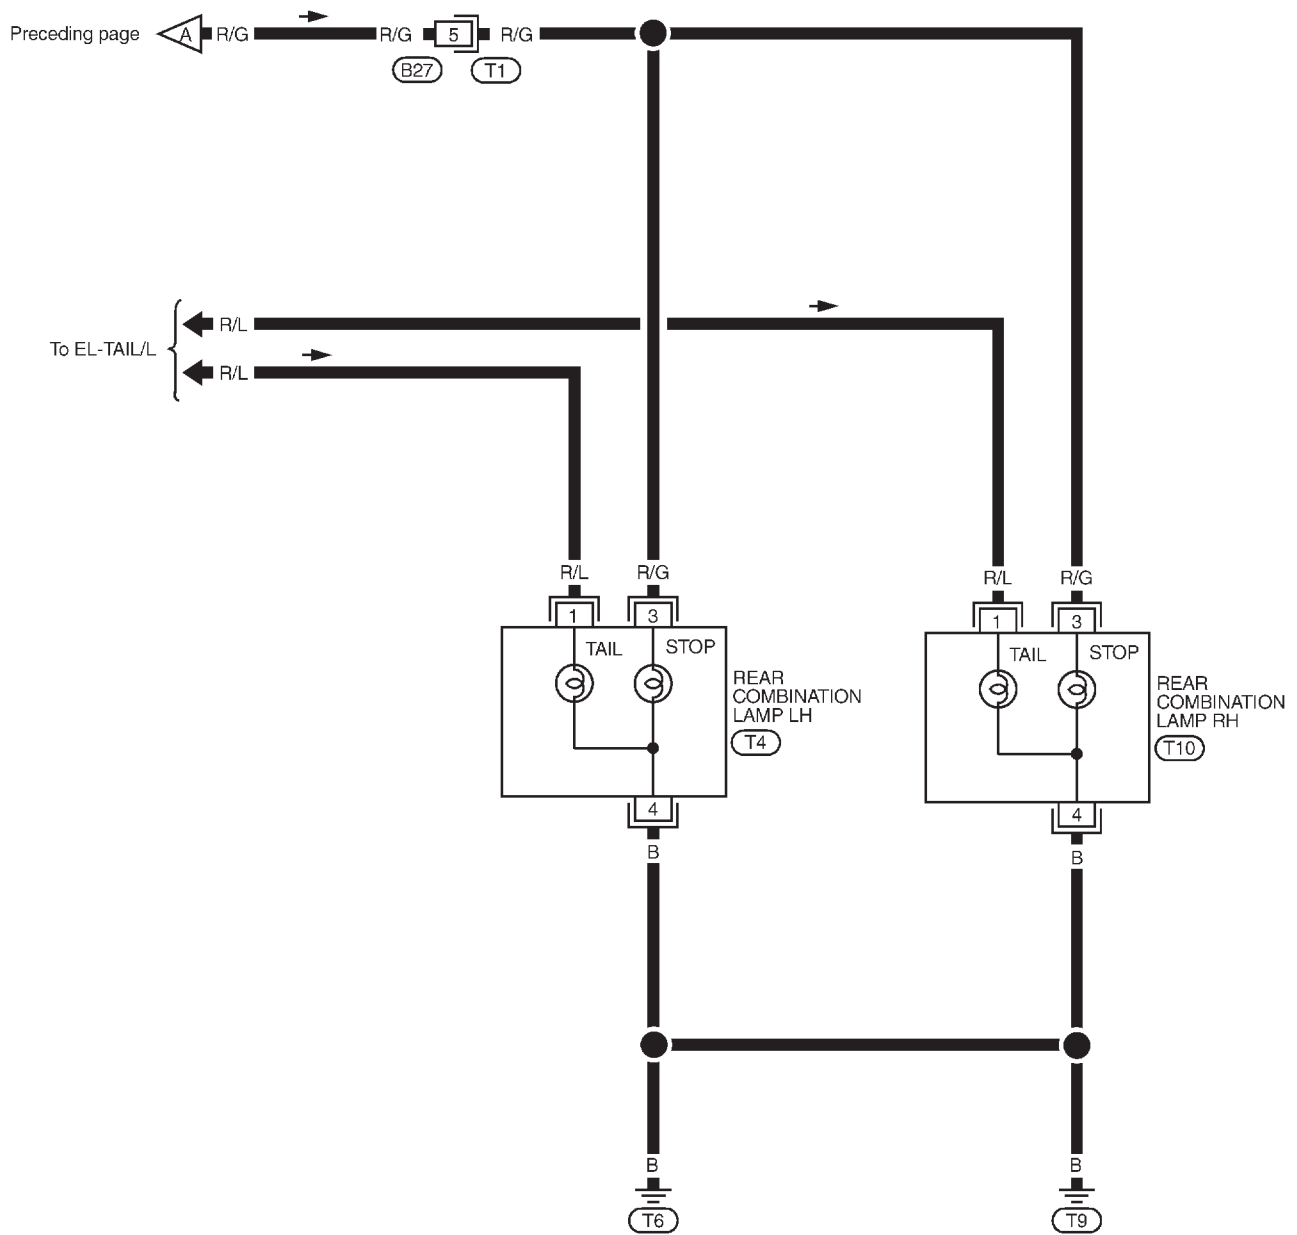 Preceding page A R/G R/G 5 R/G
B27 T1
R/L
To EL-TAIL/L
R/L
R/L R/G
R/L R/G
1 3
1 3
TAIL STOP
TAIL STOP
REAR
COMBINATION
LAMP LH
T4
REAR
COMBINATION
LAMP RH
T10
4
4
B
B
B
B
T6
T9